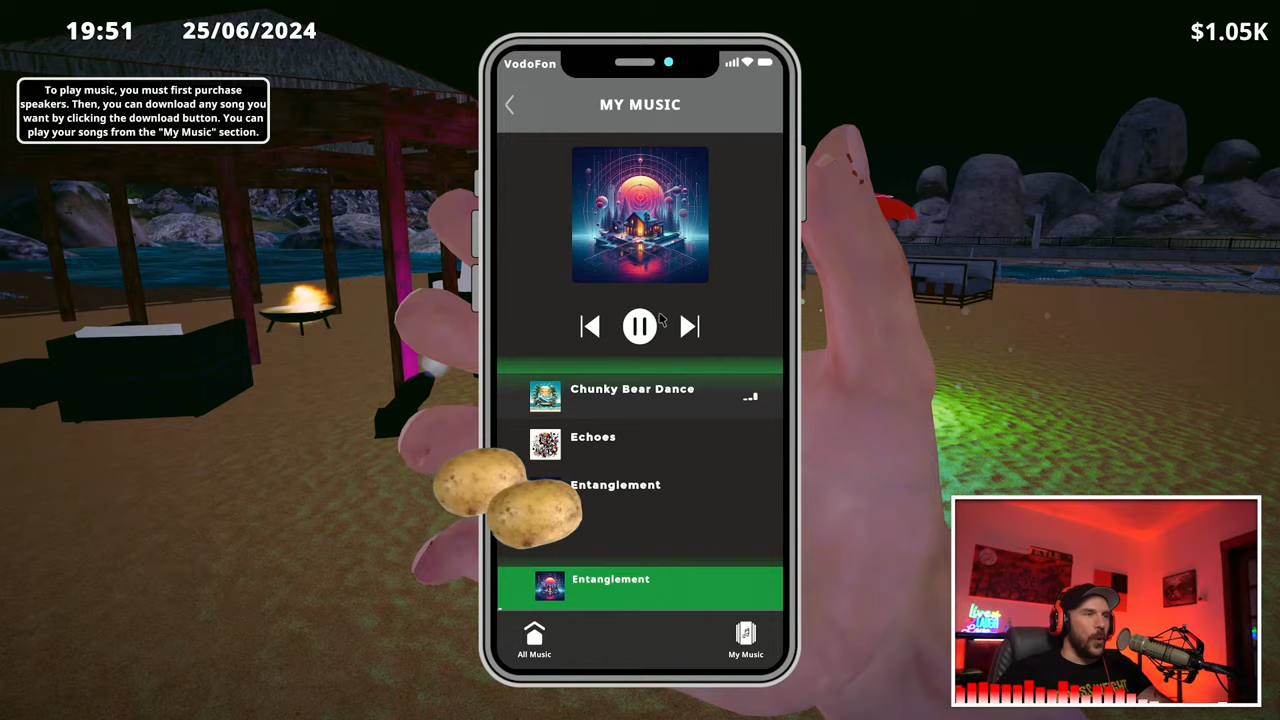 19:51
25/06/2024
$1.05K
To play music, you must first purchase
speakers. Then, you can download any song you
want by clicking the download button. You can
play your songs from the "My Music" section.
VodoFon
MY MUSIC
Chunky Bear Dance
Echoes
Entanglement
Entanglement
All Music
My Music